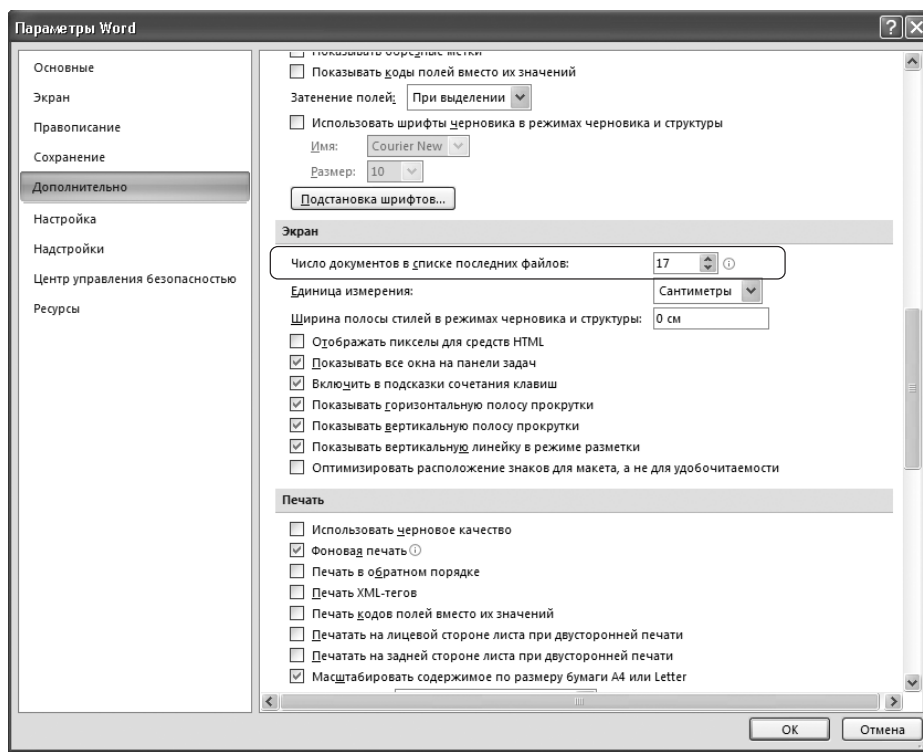 Параметры Word
Основные
Экран
Правописание
Сохранение
Дополнительно
Настройка
Надстройки
Центр управления безопасностью
Ресурсы
Показывать обрезные метки
Показывать коды полей вместо их значений
Затенение полей: При выделении
Использовать шрифты черновика в режимах черновика и структуры
Имя: Courier New
Размер: 10
Подстановка шрифтов...
Экран
Число документов в списке последних файлов: 17
Единица измерения: Сантиметры
Ширина полосы стилей в режимах черновика и структуры: 0 см
Отображать пикселы для средств HTML
Показывать все окна на панели задач
Включить в подсказки сочетания клавиш
Показывать горизонтальную полосу прокрутки
Показывать вертикальную полосу прокрутки
Показывать вертикальную линейку в режиме разметки
Оптимизировать расположение знаков для макета, а не для удобочитаемости
Печать
Использовать черновое качество
Фоновая печать
Печать в обратном порядке
Печать XML-тегов
Печать кодов полей вместо их значений
Печатать на лицевой стороне листа при двусторонней печати
Печатать на задней стороне листа при двусторонней печати
Масштабировать содержимое по размеру бумаги A4 или Letter
ОК
Отмена